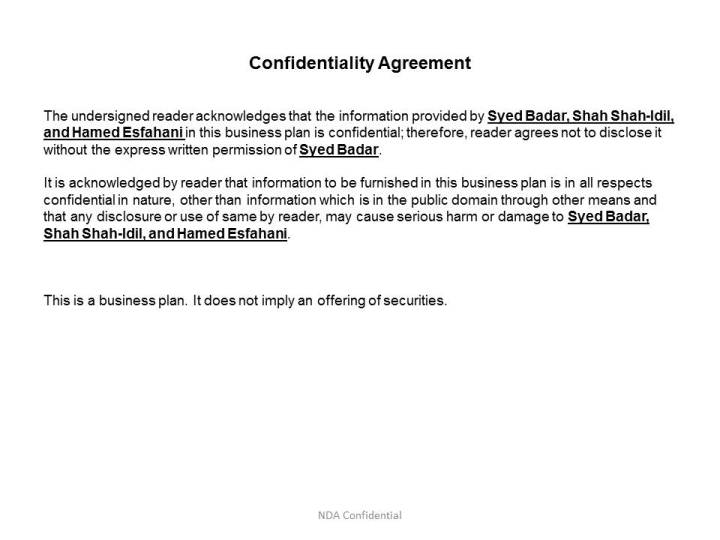 Confidentiality Agreement
The undersigned reader acknowledges that the information provided by Syed Badar, Shah Shah-Idil,
and Hamed Esfahani in this business plan is confidential; therefore, reader agrees not to disclose it
without the express written permission of Syed Badar.
It is acknowledged by reader that information to be furnished in this business plan is in all respects
confidential in nature, other than information which is in the public domain through other means and
that any disclosure or use of same by reader, may cause serious harm or damage to Syed Badar,
Shah Shah-Idil, and Hamed Esfahani.
This is a business plan. It does not imply an offering of securities.
NDA Confidential